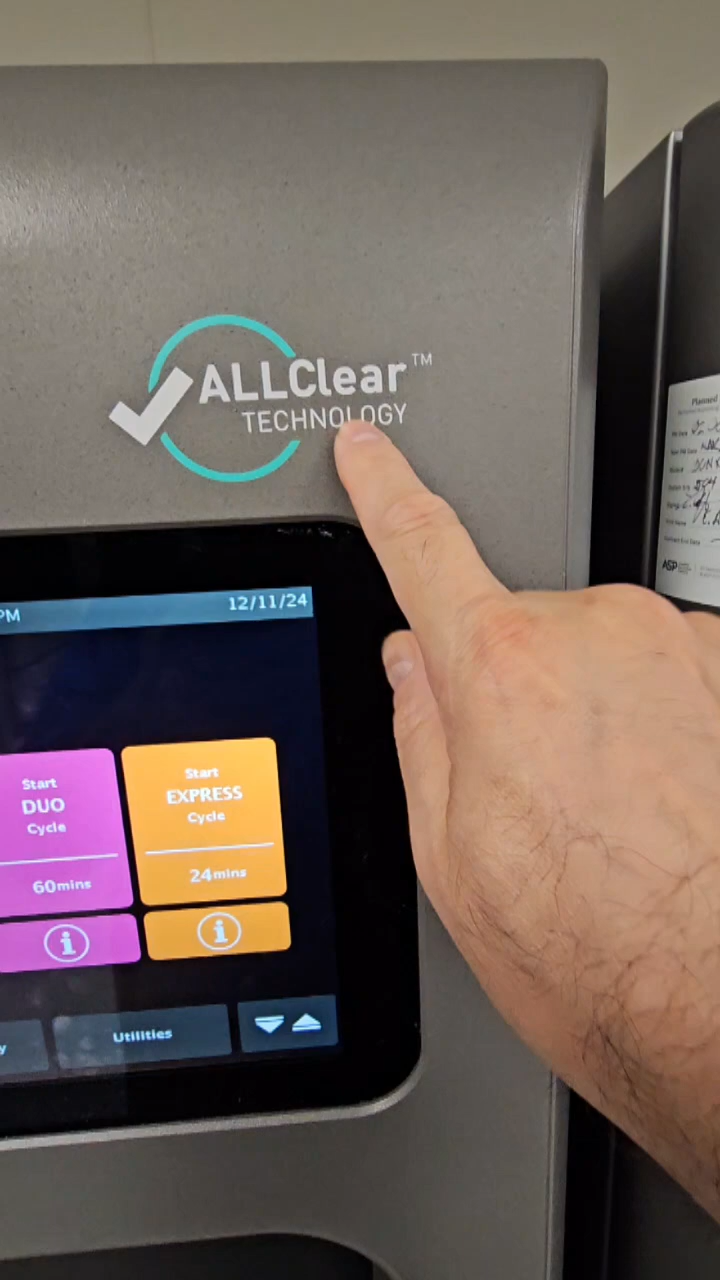 ALLClear™
TECHNOLOGY
PM 12/11/24
Start
DUO
Cycle
60mins
Start
EXPRESS
Cycle
24mins
y
Utilities
Planned
ASP